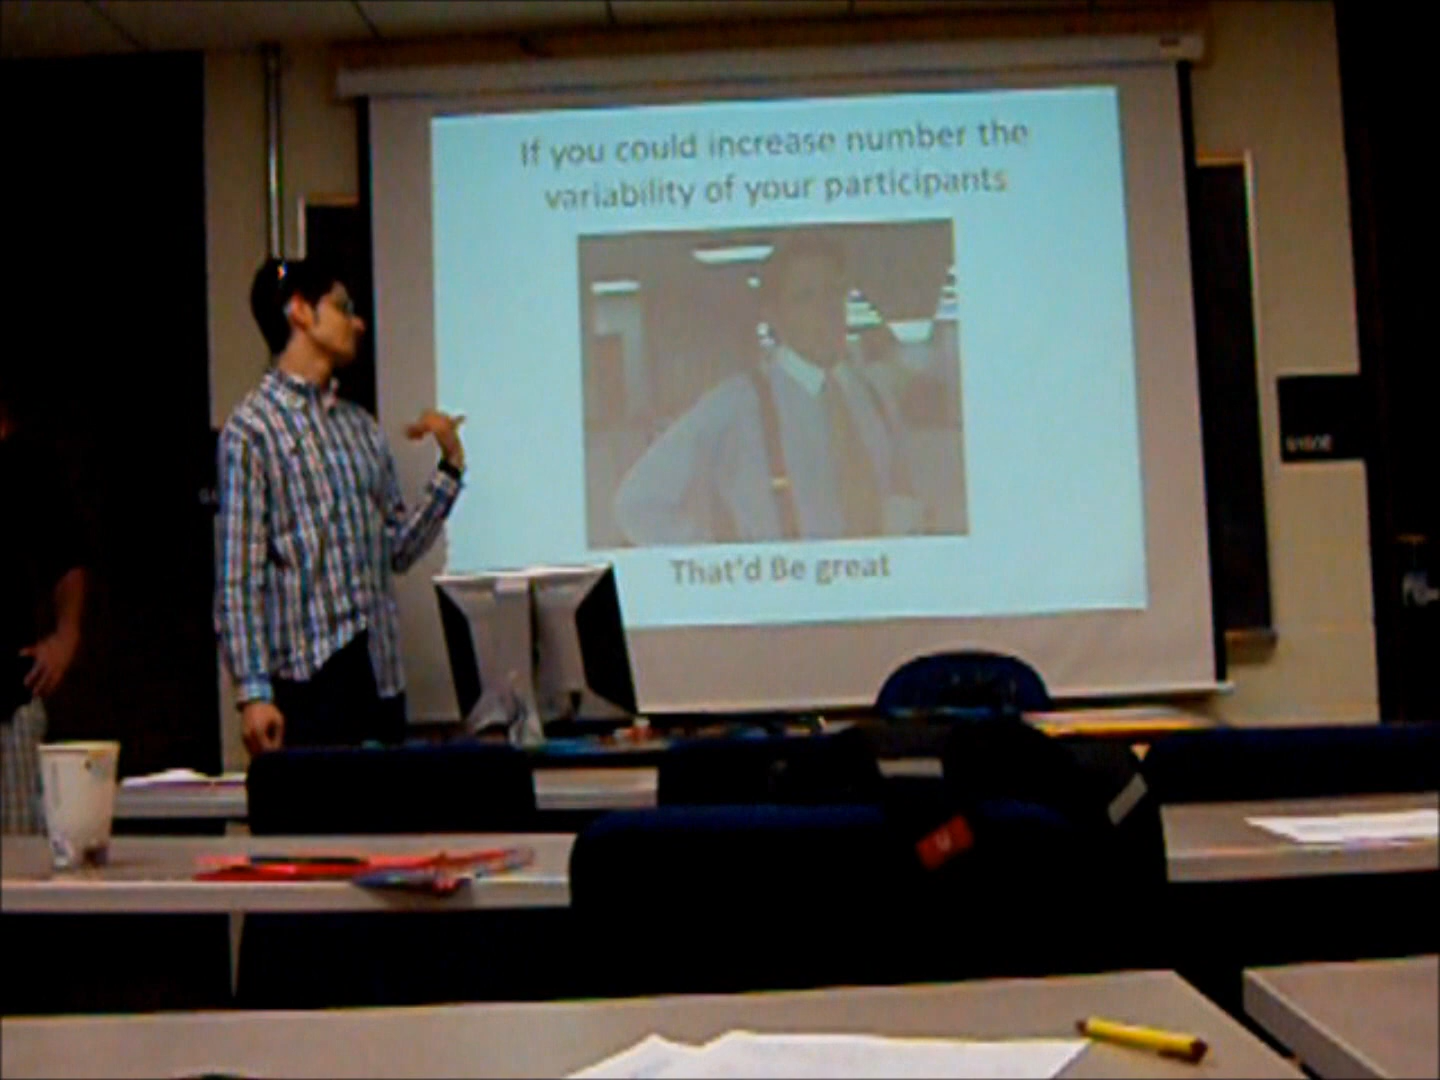 If you could increase number the
variability of your participants
That'd Be great